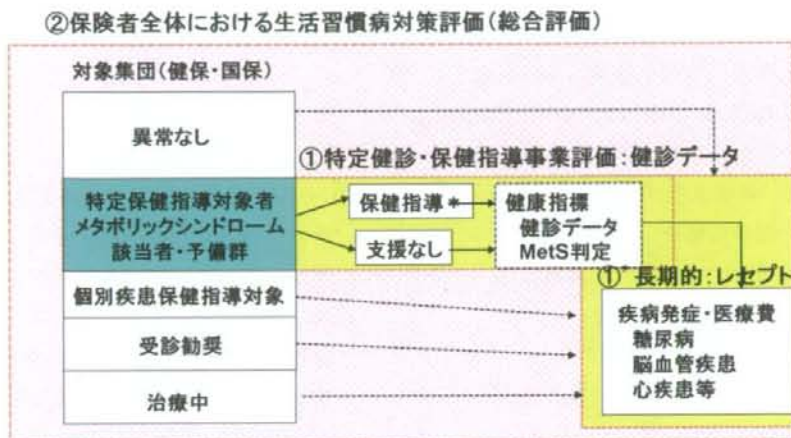 ②保険者全体における生活習慣病対策評価(総合評価)
対象集団(健保・国保)
異常なし
①特定健診・保健指導事業評価:健診データ
特定保健指導対象者
メタボリックシンドローム
該当者・予備群
保健指導*
支援なし
健康指標
健診データ
MetS判定
個別疾患保健指導対象
受診勧奨
治療中
①’長期的:レセプト
疾病発症・医療費
糖尿病
脳血管疾患
心疾患等